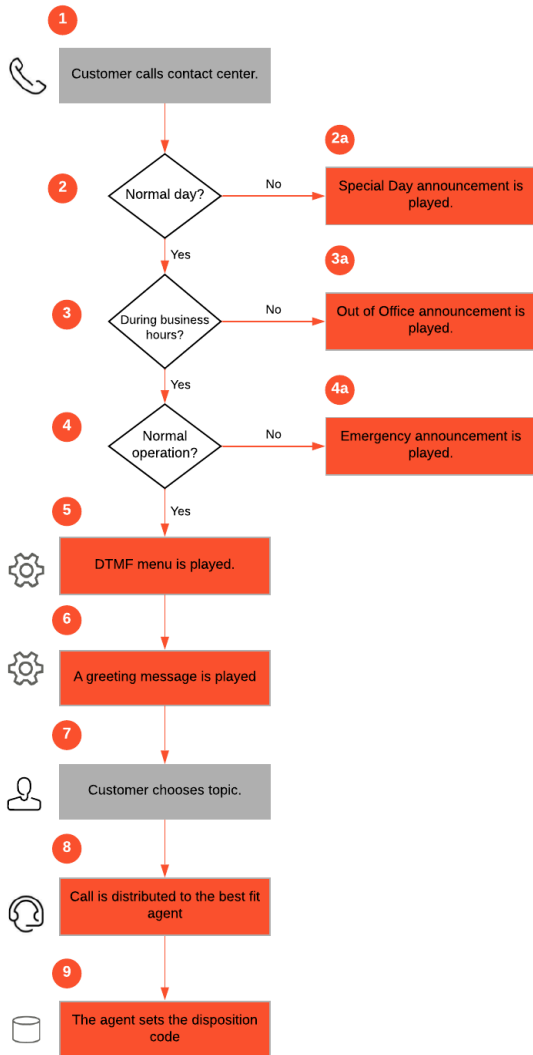 1
Customer calls contact center.
2
Normal day?
No
2a
Special Day announcement is
played.
Yes
3
During business
hours?
No
3a
Out of Office announcement is
played.
Yes
4
Normal
operation?
No
4a
Emergency announcement is
played.
Yes
5
DTMF menu is played.
6
A greeting message is played
7
Customer chooses topic.
8
Call is distributed to the best fit
agent
9
The agent sets the disposition
code